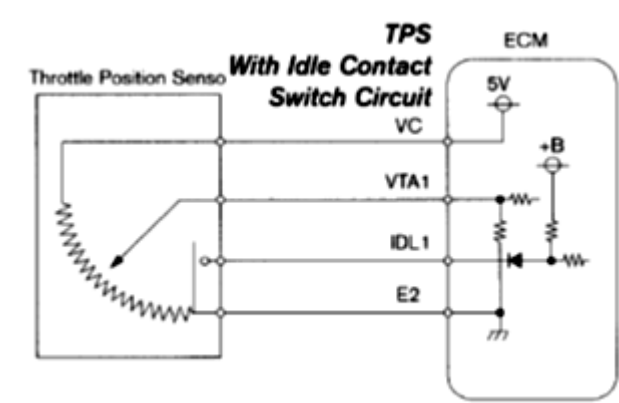 TPS
With Idle Contact
Switch Circuit
ECM
Throttle Position Senso
5V
VC
+B
VTA1
IDL1
E2